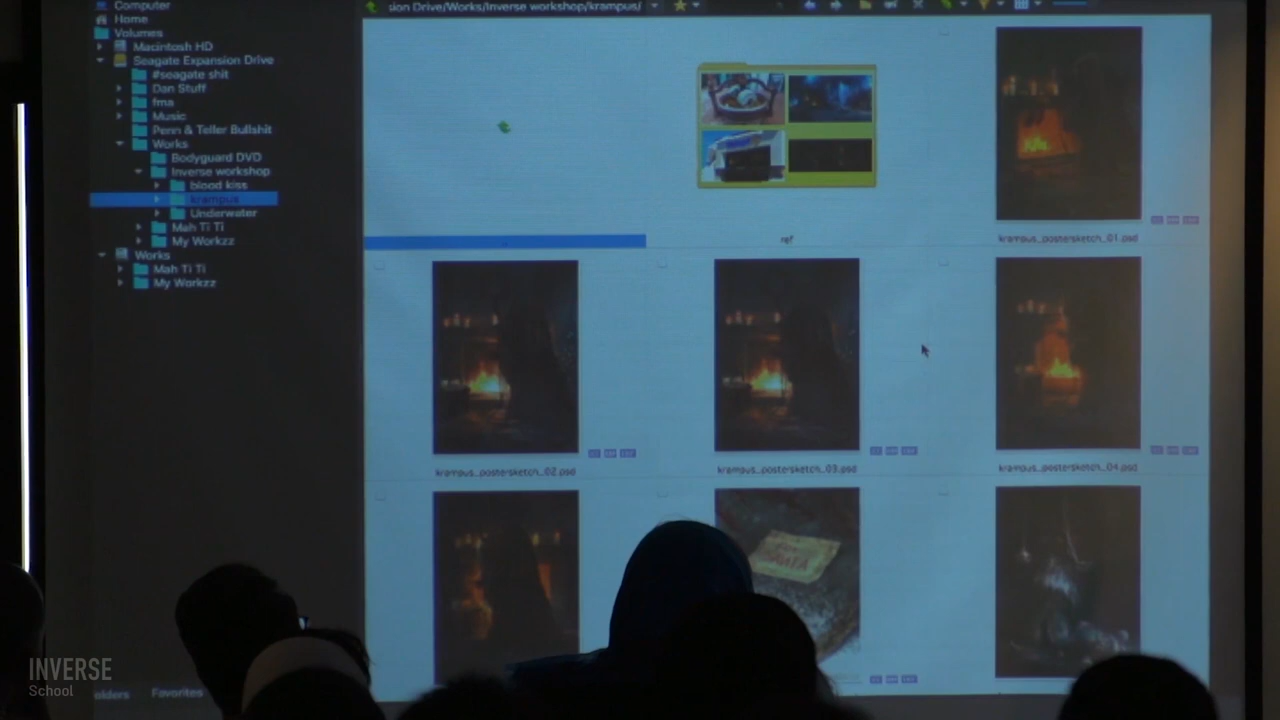 Computer
Home
Volumes
Macintosh HD
Seagate Expansion Drive
#seagate shit
Dan Stuff
fma
Music
Penn & Teller Bullshit
Works
Bodyguard DVD
Inverse workshop
blood kiss
krampus
Underwater
Mah Ti Ti
My Workzz
Works
Mah Ti Ti
My Workzz
sion Drive/Works/Inverse workshop/krampus/
ref
krampus_postersketch_01.psd
krampus_postersketch_02.psd
krampus_postersketch_03.psd
krampus_postersketch_04.psd
olders
Favorites
INVERSE
School